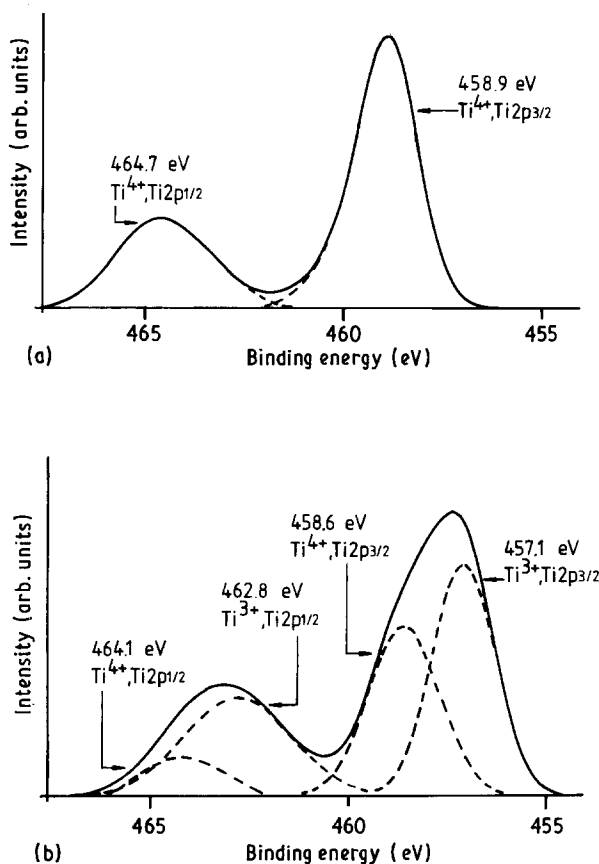 Intensity (arb. units)
458.9 eV
Ti⁴⁺,Ti2p3/2
464.7 eV
Ti⁴⁺,Ti2p1/2
465
460
455
(a)
Binding energy (eV)
Intensity (arb. units)
458.6 eV
Ti⁴⁺,Ti2p3/2
457.1 eV
Ti³⁺,Ti2p3/2
462.8 eV
Ti³⁺,Ti2p1/2
464.1 eV
Ti⁴⁺,Ti2p1/2
465
460
455
(b)
Binding energy (eV)